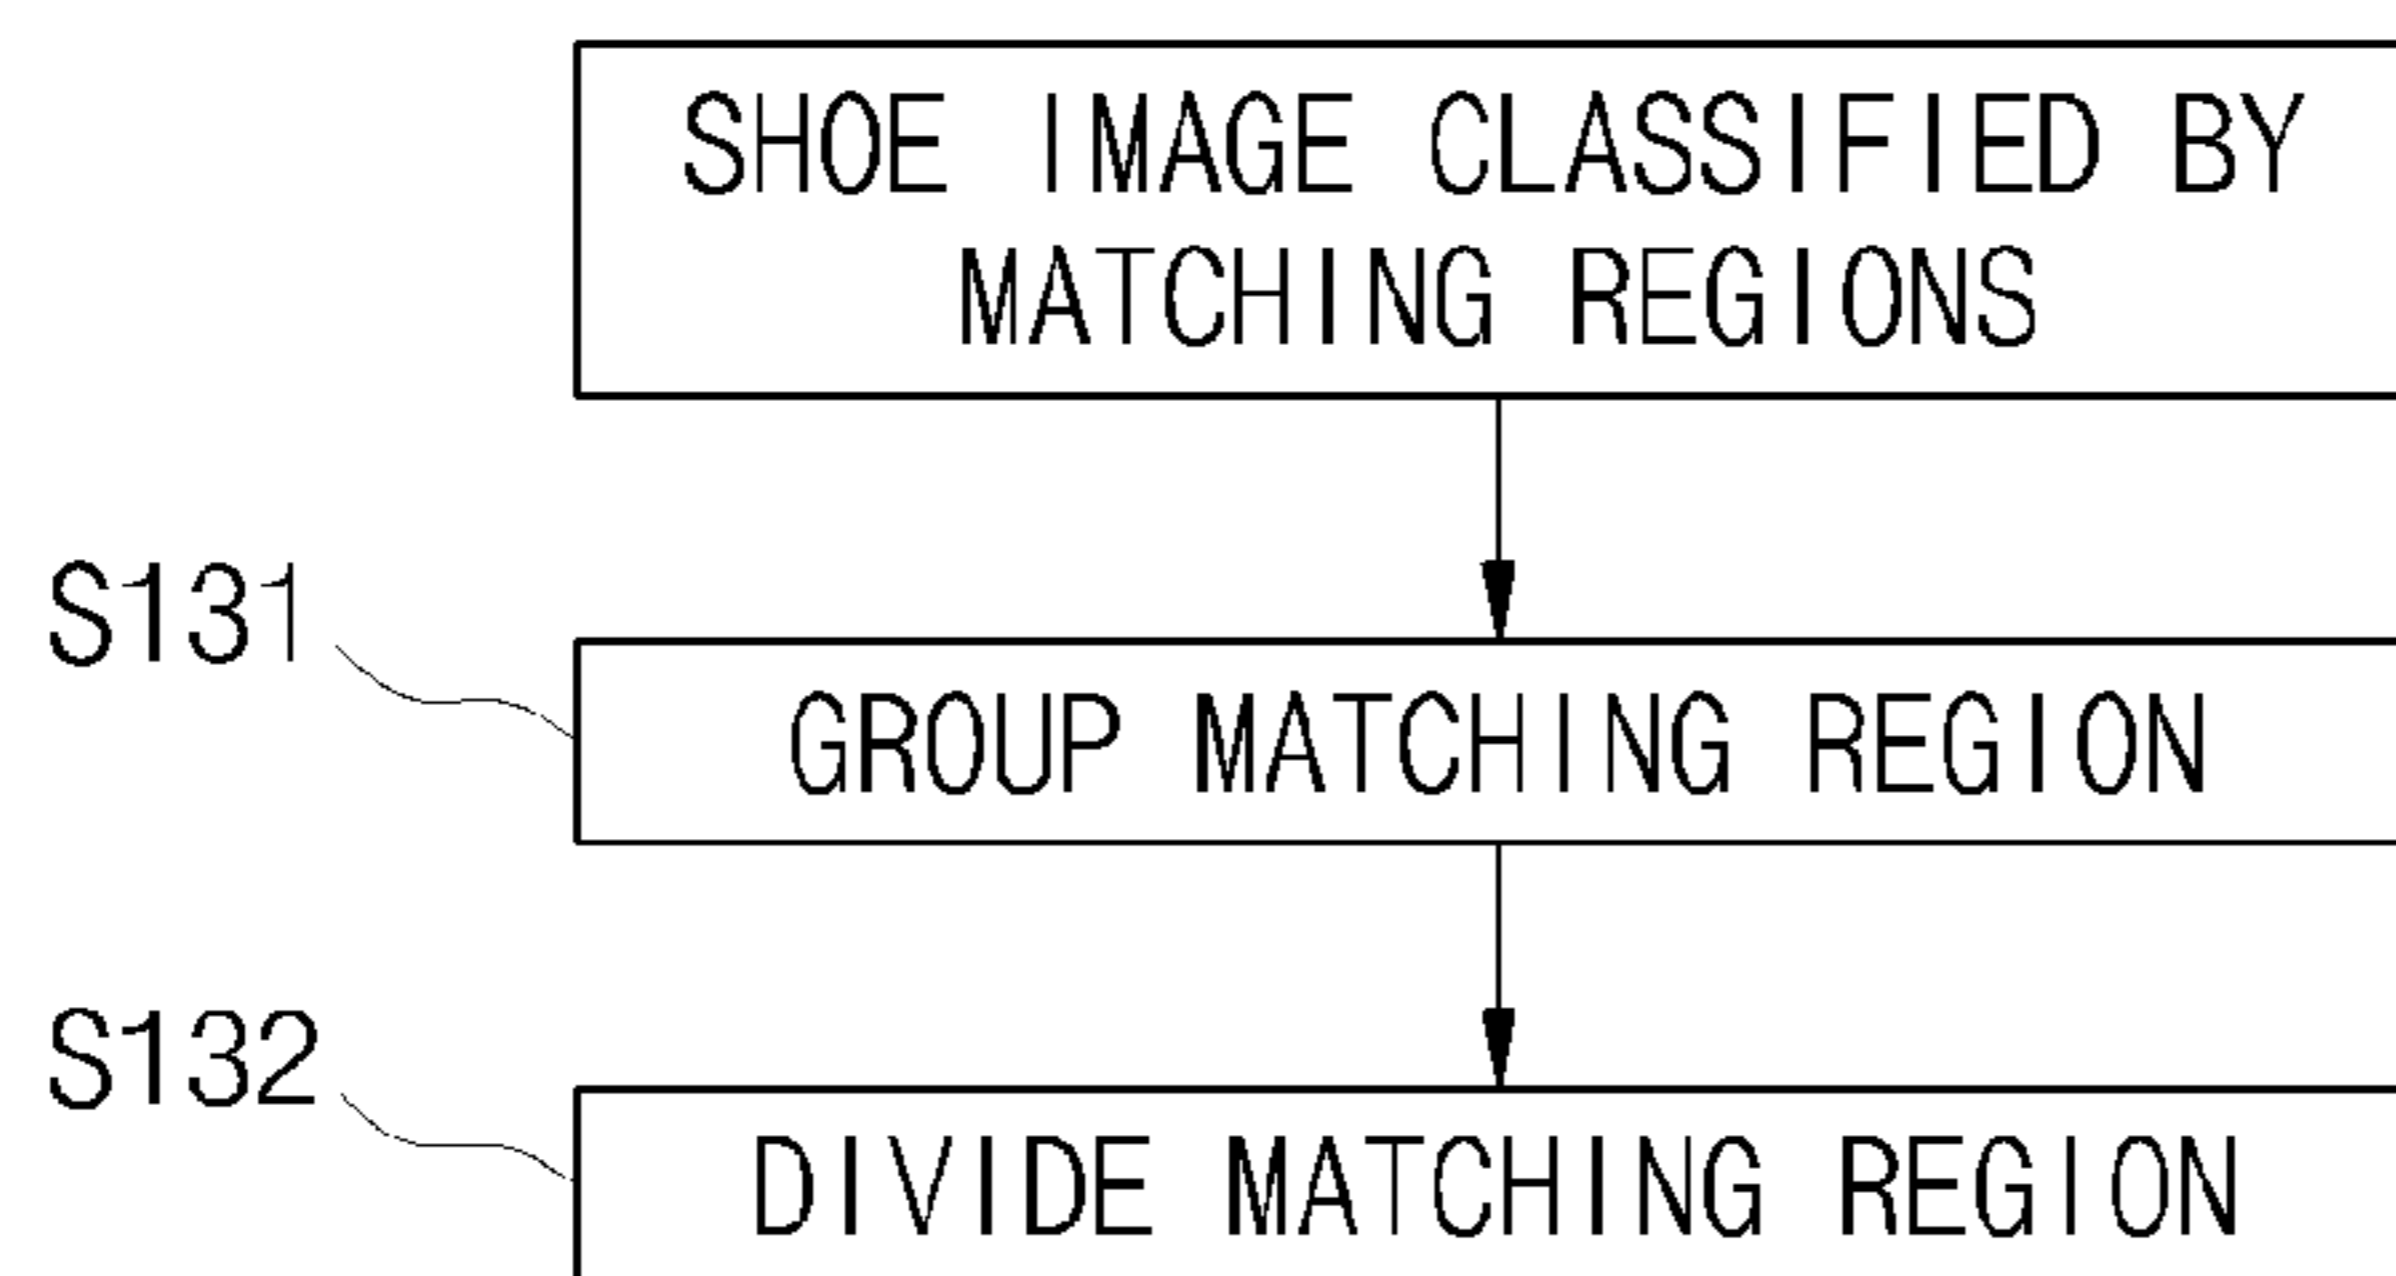 SHOE IMAGE CLASSIFIED BY
MATCHING REGIONS
S131
GROUP MATCHING REGION
S132
DIVIDE MATCHING REGION